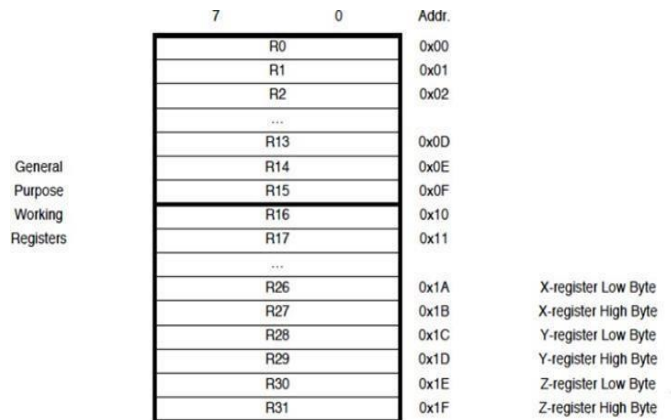 7 0 Addr.
R0 0x00
R1 0x01
R2 0x02
...
R13 0x0D
General R14 0x0E
Purpose R15 0x0F
Working R16 0x10
Registers R17 0x11
...
R26 0x1A X-register Low Byte
R27 0x1B X-register High Byte
R28 0x1C Y-register Low Byte
R29 0x1D Y-register High Byte
R30 0x1E Z-register Low Byte
R31 0x1F Z-register High Byte